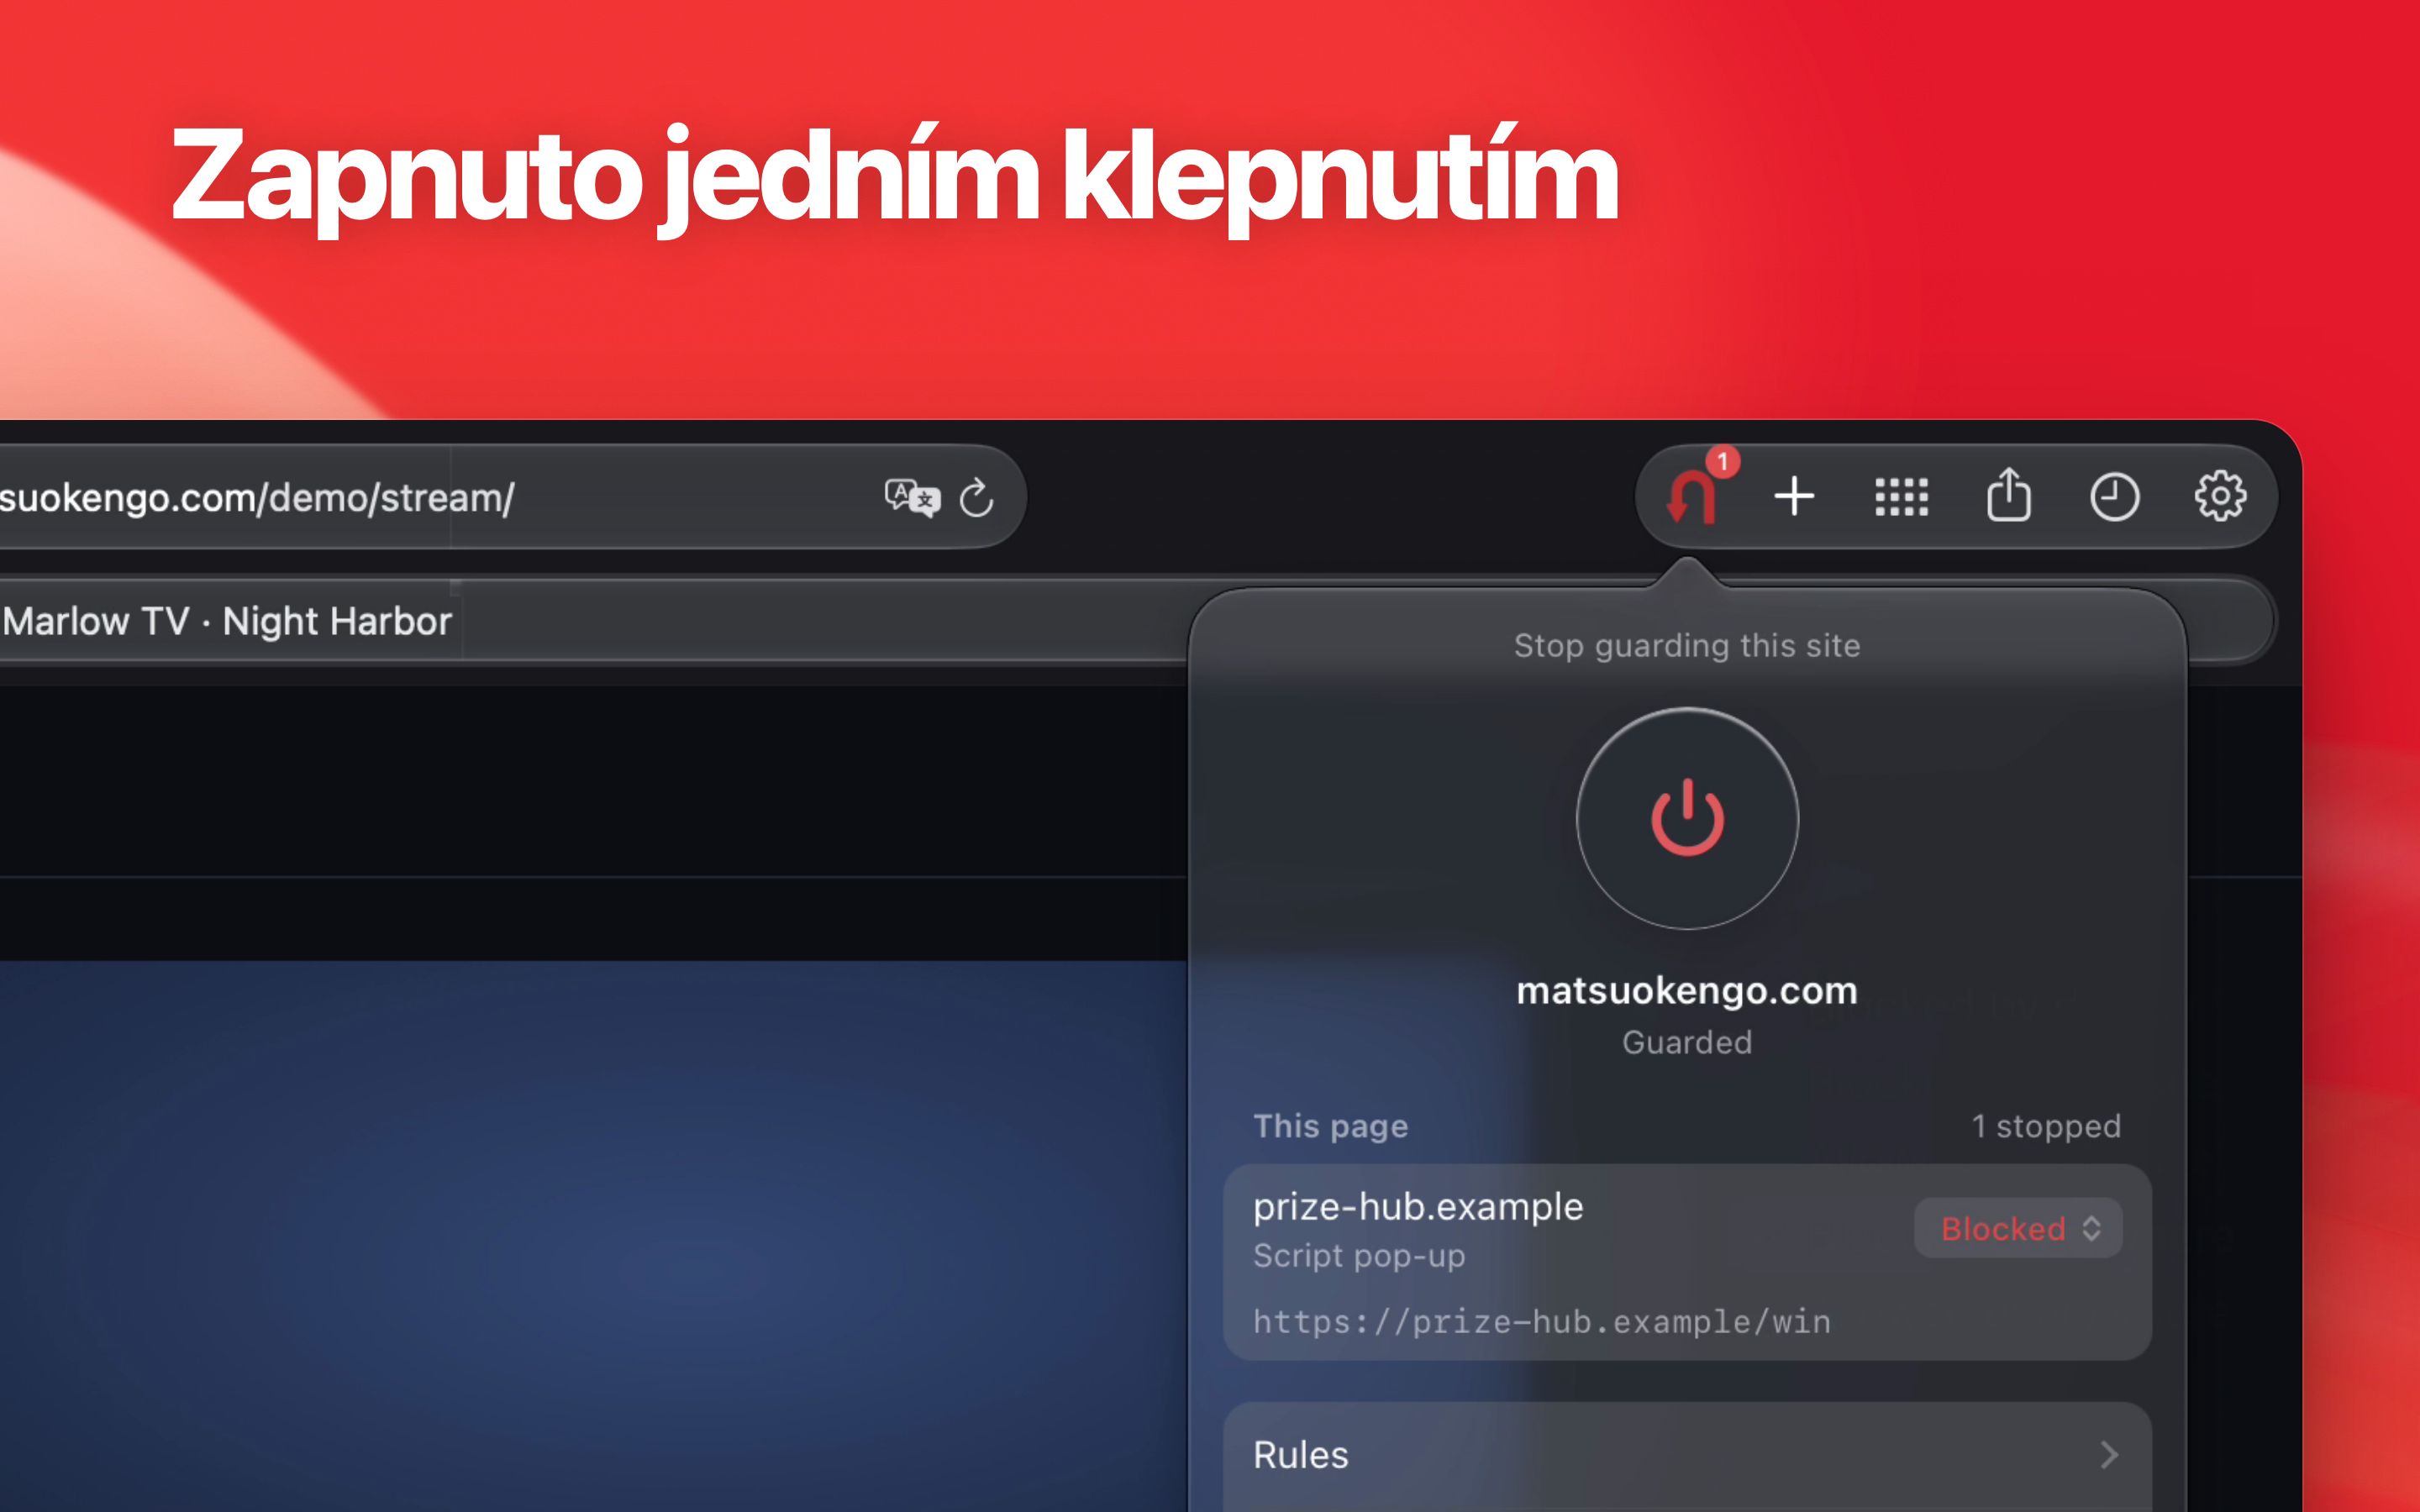 Zapnuto jedním klepnutím
suokengo.com/demo/stream/
1
Marlow TV · Night Harbor
Stop guarding this site
matsuokengo.com
Guarded
This page
1 stopped
prize-hub.example
Blocked
Script pop-up
https://prize-hub.example/win
Rules